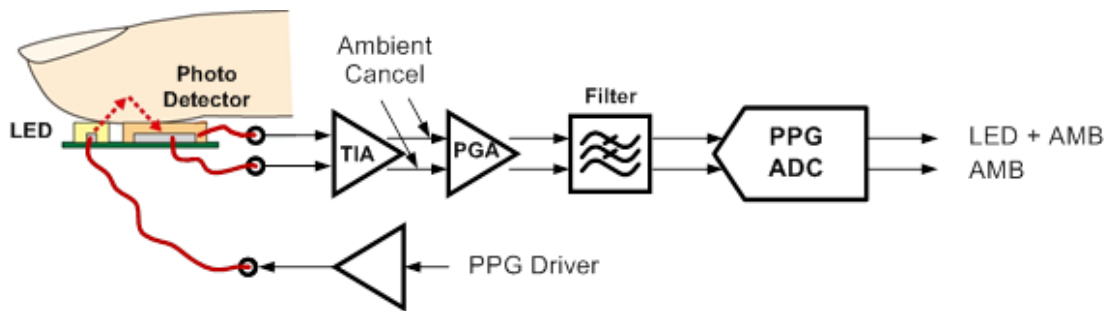 Ambient
Cancel
Photo
Detector
LED
Filter
TIA
PGA
PPG
ADC
LED + AMB
AMB
PPG Driver